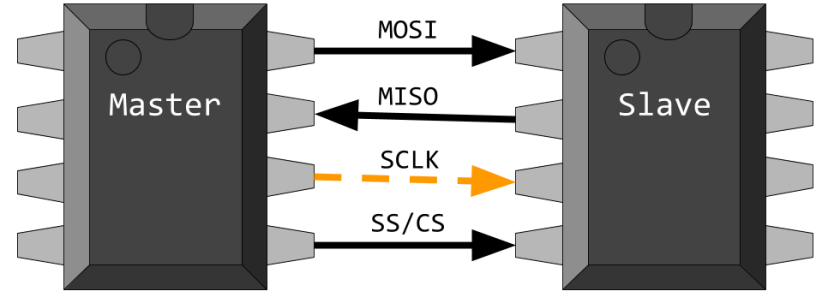 MOSI
Master
MISO
Slave
SCLK
SS/CS